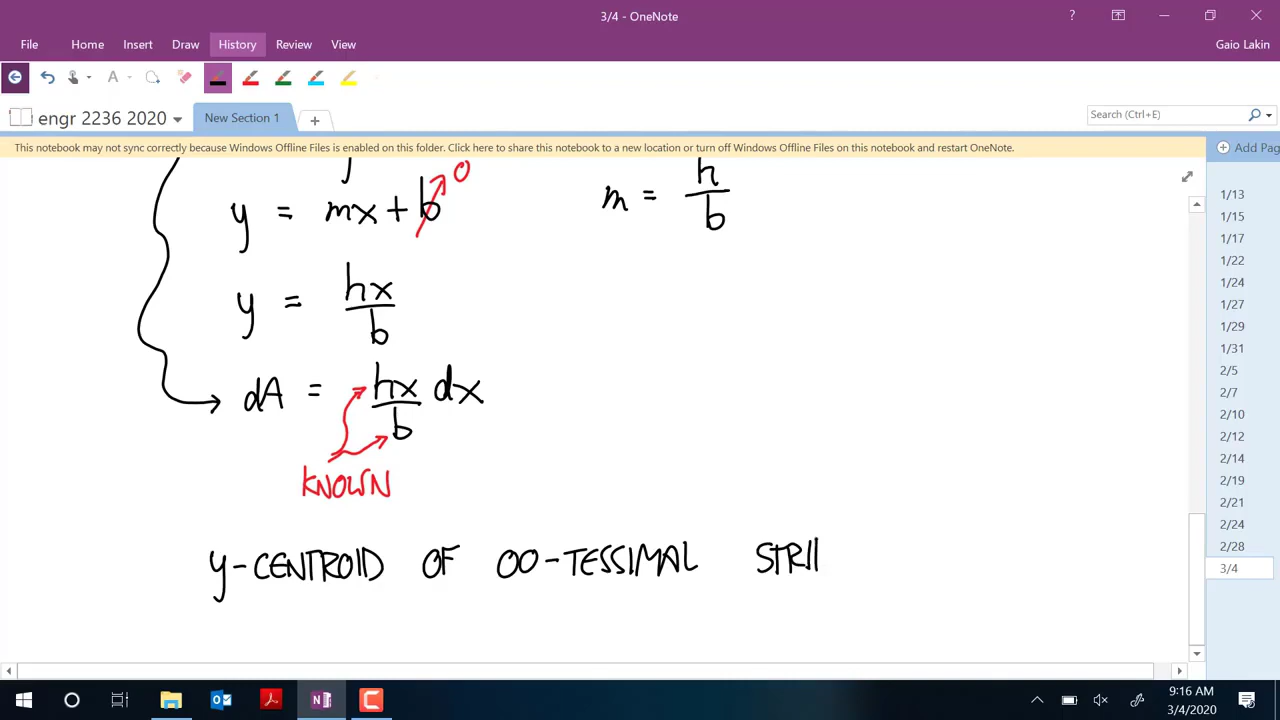 3/4 - OneNote
?
File Home Insert Draw History Review View Gaio Lakin
engr 2236 2020 New Section 1 + Search (Ctrl+E)
This notebook may not sync correctly because Windows Offline Files is enabled on this folder. Click here to share this notebook to a new location or turn off Windows Offline Files on this notebook and restart OneNote.
Add Pag
y = mx + b 0
m = h/b
y = hx/b
dA = hx/b dx
KNOWN
y-CENTROID OF OO-TESSIMAL
1/13
1/15
1/17
1/22
1/24
1/27
1/29
1/31
2/5
2/7
2/10
2/12
2/14
2/19
2/21
2/24
2/28
3/4
9:16 AM
3/4/2020